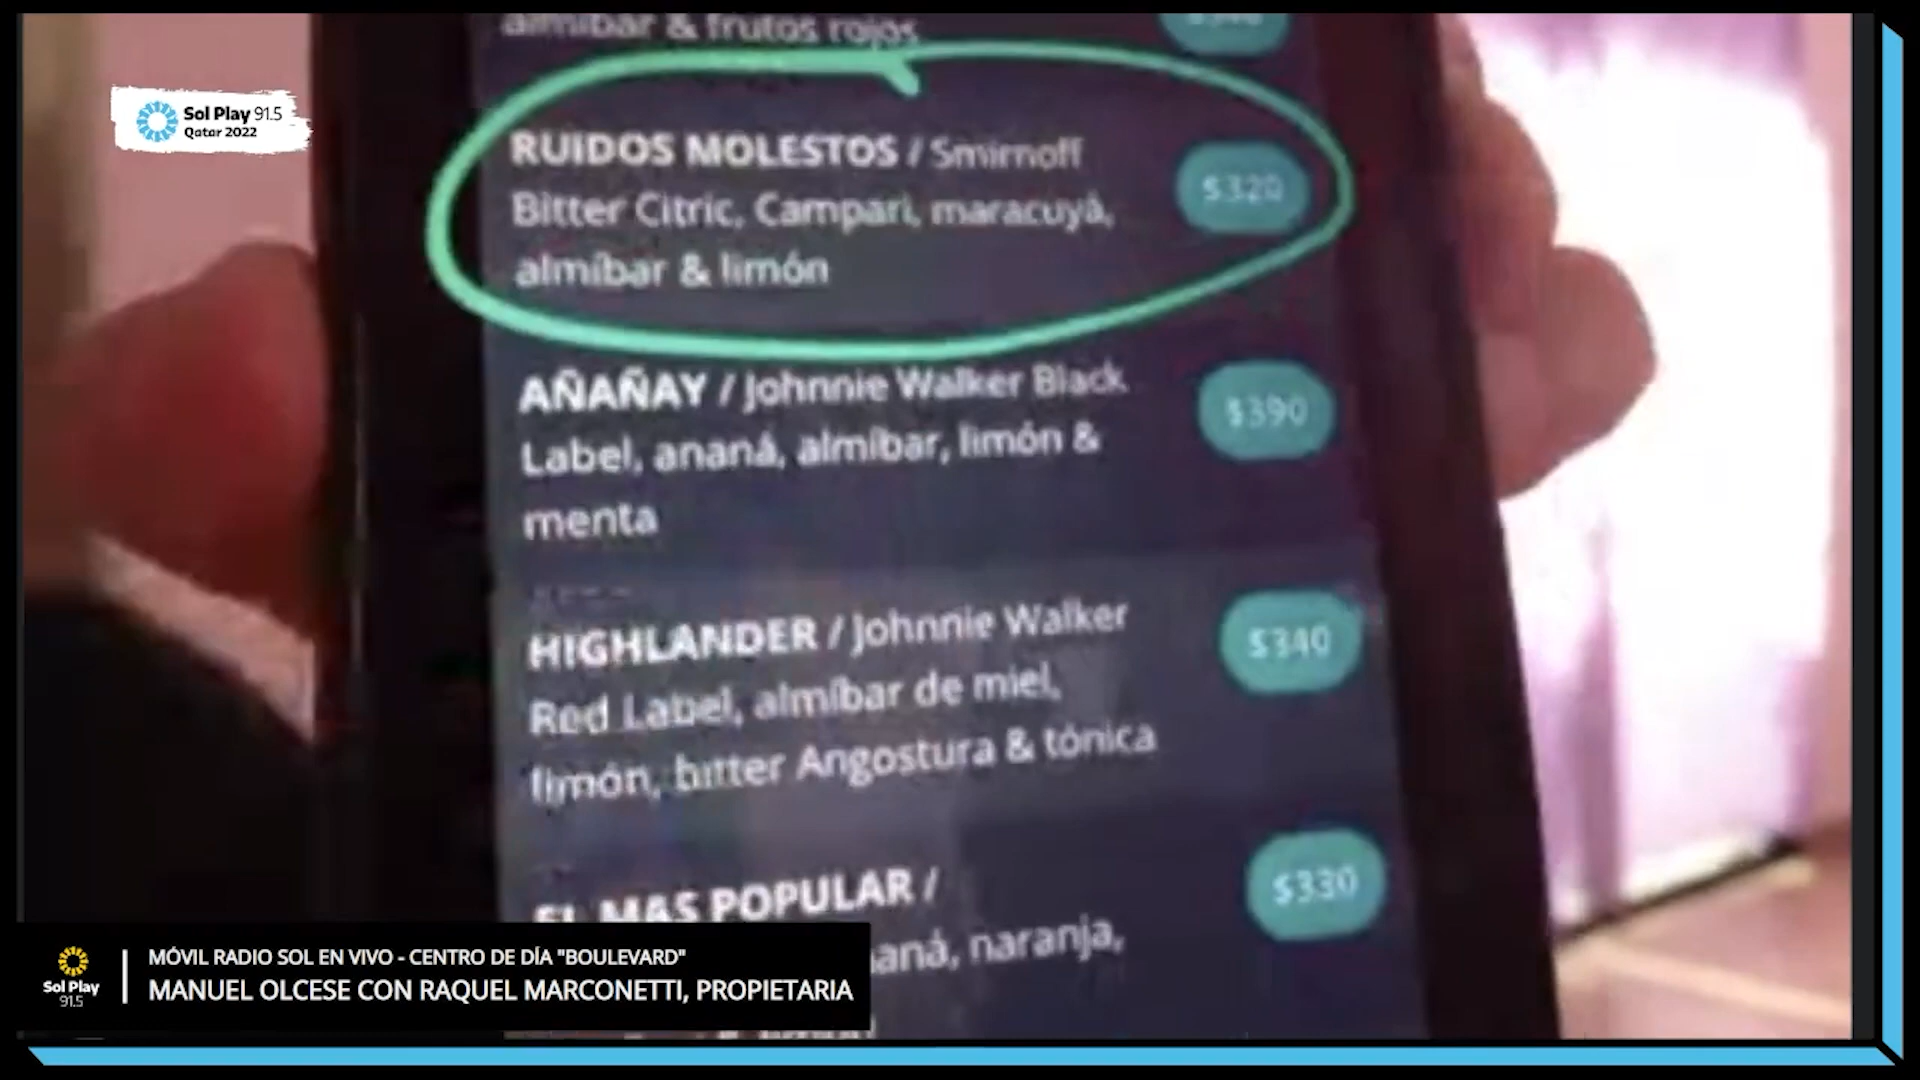 almíbar & frutos rojos
$340
Sol Play 91.5
Qatar 2022
RUIDOS MOLESTOS / Smirnoff
Bitter Citric, Campari, maracuyá,
almíbar & limón
$320
AÑAÑAY / Johnnie Walker Black
Label, ananá, almíbar, limón &
menta
$390
HIGHLANDER / Johnnie Walker
Red Label, almíbar de miel,
limón, bitter Angostura & tónica
$340
EL MAS POPULAR /
naranja,
$330
Sol Play
91.5
MÓVIL RADIO SOL EN VIVO - CENTRO DE DÍA "BOULEVARD"
MANUEL OLCESE CON RAQUEL MARCONETTI, PROPIETARIA